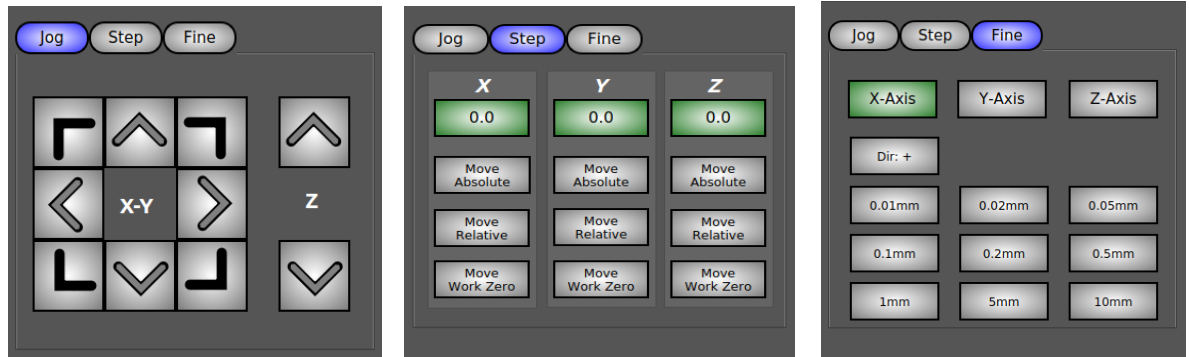 Jog Step Fine
X-Y Z
Jog Step Fine
X Y Z
0.0 0.0 0.0
Move Move Move
Absolute Absolute Absolute
Move Move Move
Relative Relative Relative
Move Move Move
Work Zero Work Zero Work Zero
Jog Step Fine
X-Axis Y-Axis Z-Axis
Dir: +
0.01mm 0.02mm 0.05mm
0.1mm 0.2mm 0.5mm
1mm 5mm 10mm